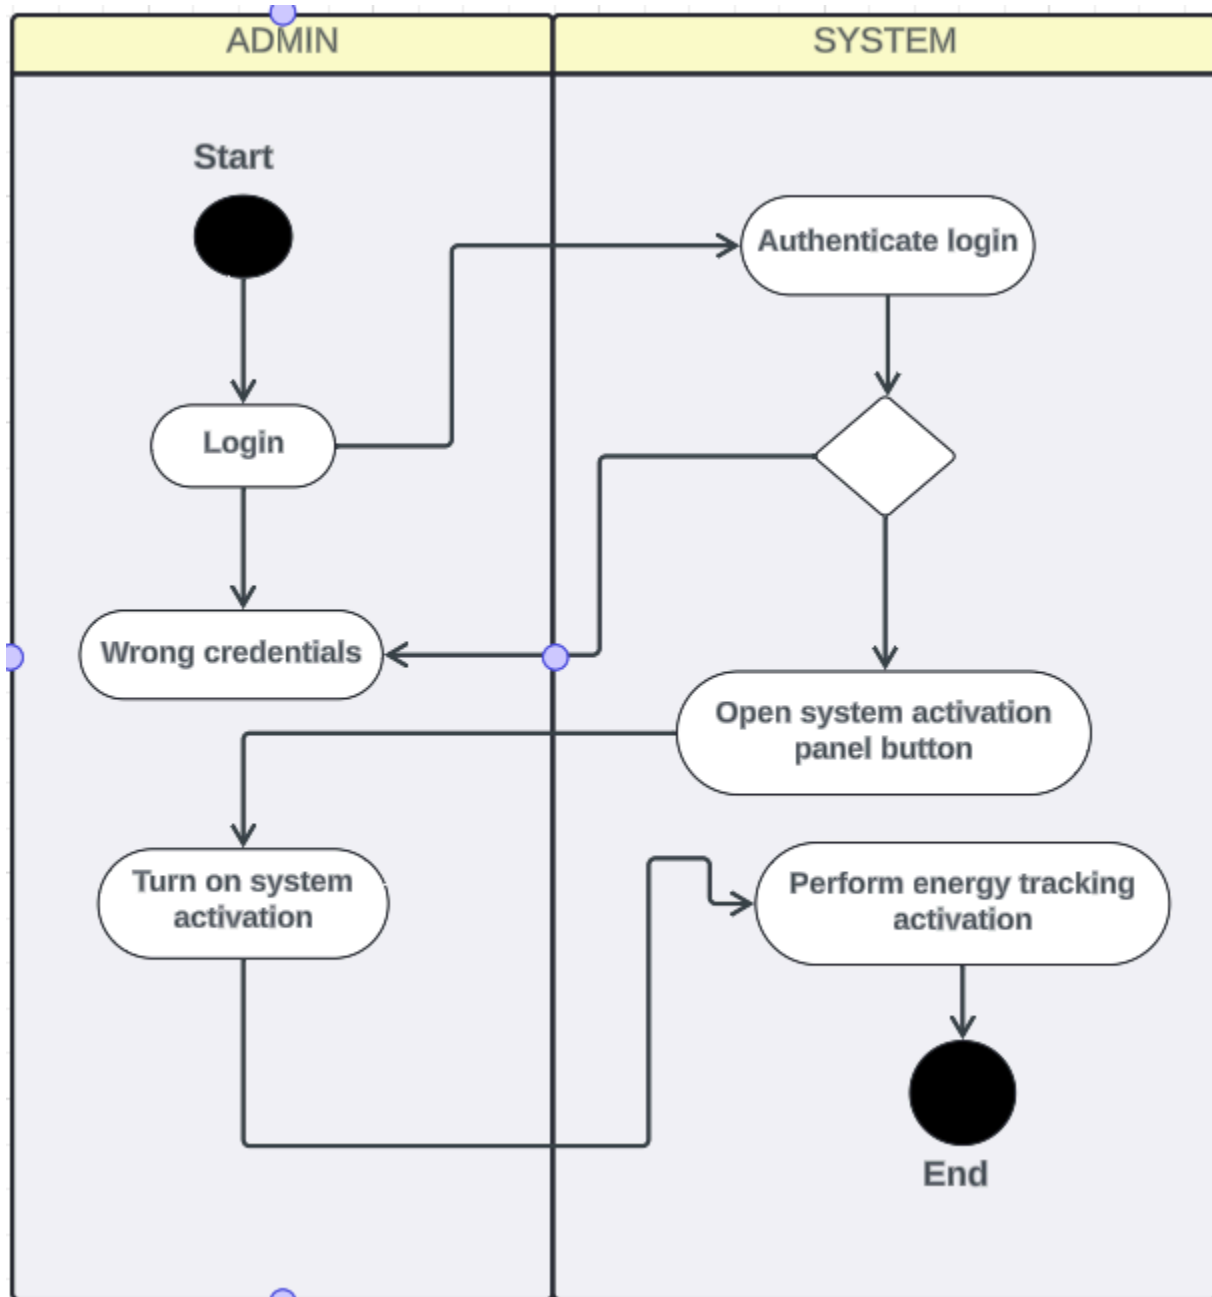 ADMIN
SYSTEM
Start
Authenticate login
Login
Wrong credentials
Open system activation
panel button
Turn on system
activation
Perform energy tracking
activation
End